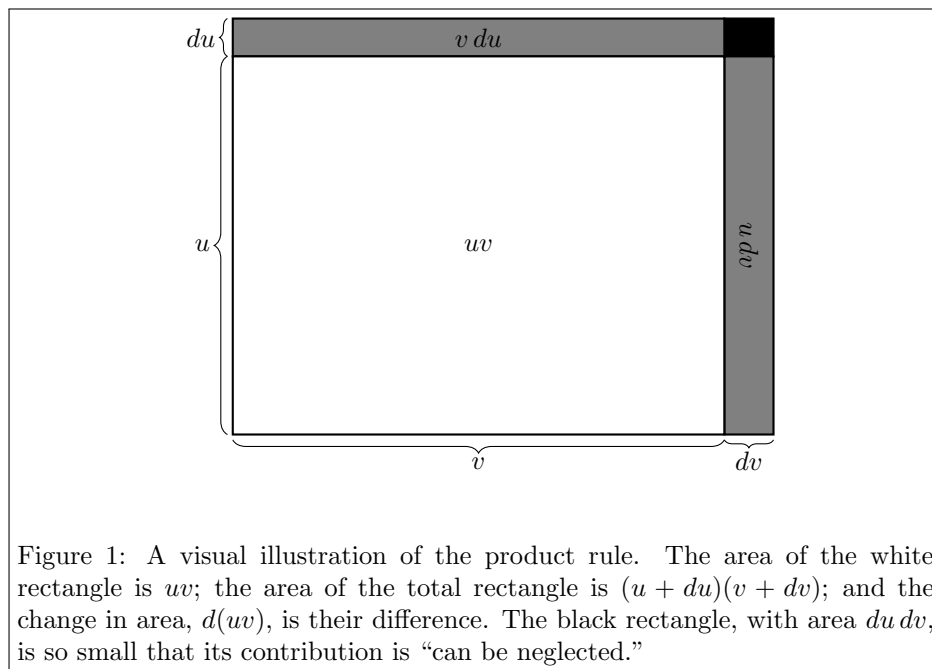 du
v du
u
uv
u dv
v
dv
Figure 1: A visual illustration of the product rule. The area of the white
rectangle is uv; the area of the total rectangle is (u + du)(v + dv); and the
change in area, d(uv), is their difference. The black rectangle, with area du dv,
is so small that its contribution is “can be neglected.”